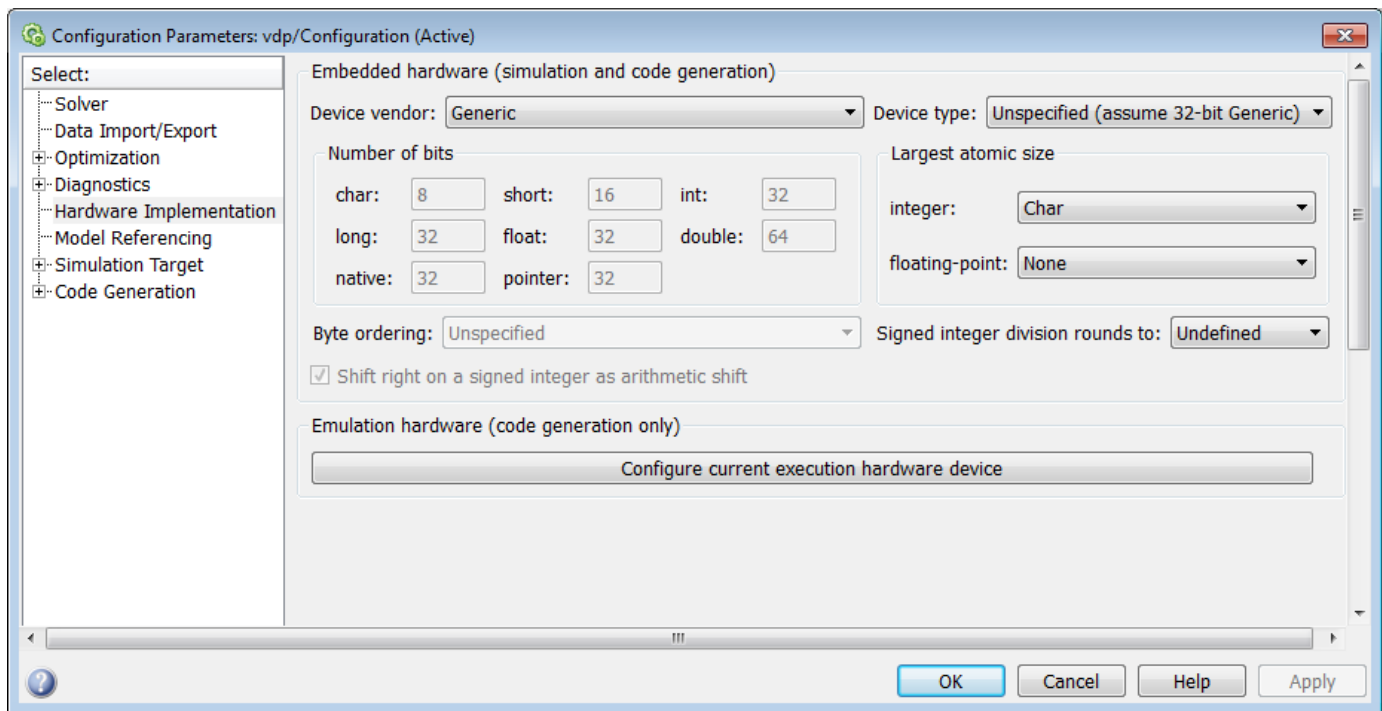 Configuration Parameters: vdp/Configuration (Active)
Select:
Solver
Data Import/Export
Optimization
Diagnostics
Hardware Implementation
Model Referencing
Simulation Target
Code Generation
Embedded hardware (simulation and code generation)
Device vendor: Generic Device type: Unspecified (assume 32-bit Generic)
Number of bits Largest atomic size
char: 8 short: 16 int: 32
integer: Char
long: 32 float: 32 double: 64
floating-point: None
native: 32 pointer: 32
Byte ordering: Unspecified Signed integer division rounds to: Undefined
Shift right on a signed integer as arithmetic shift
Emulation hardware (code generation only)
Configure current execution hardware device
OK Cancel Help Apply